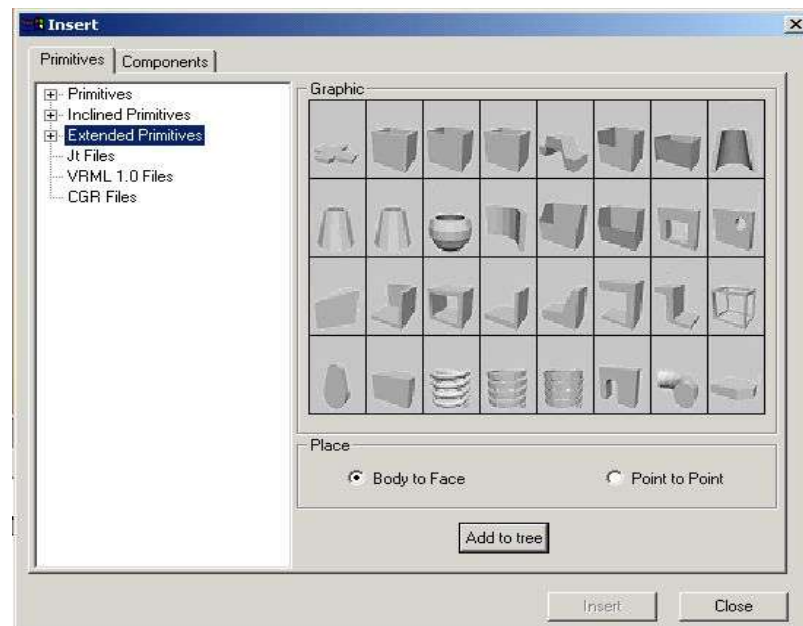 Insert
Primitives Components
Primitives
Inclined Primitives
Extended Primitives
Jt Files
VRML 1.0 Files
CGR Files
Graphic
Place
Body to Face Point to Point
Add to tree
Insert Close